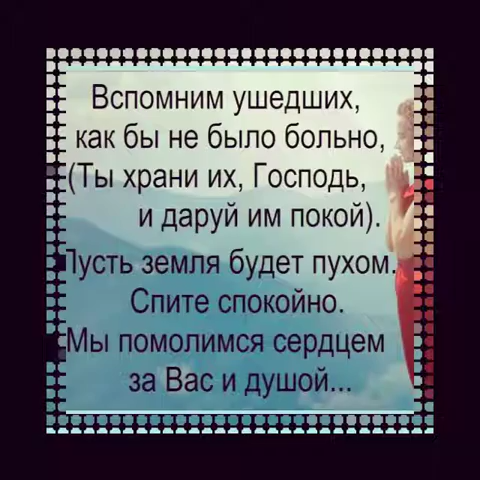 Вспомним ушедших,
как бы не было больно,
(Ты храни их, Господь,
и даруй им покой).
Пусть земля будет пухом.
Спите спокойно.
Мы помолимся сердцем
за Вас и душой...